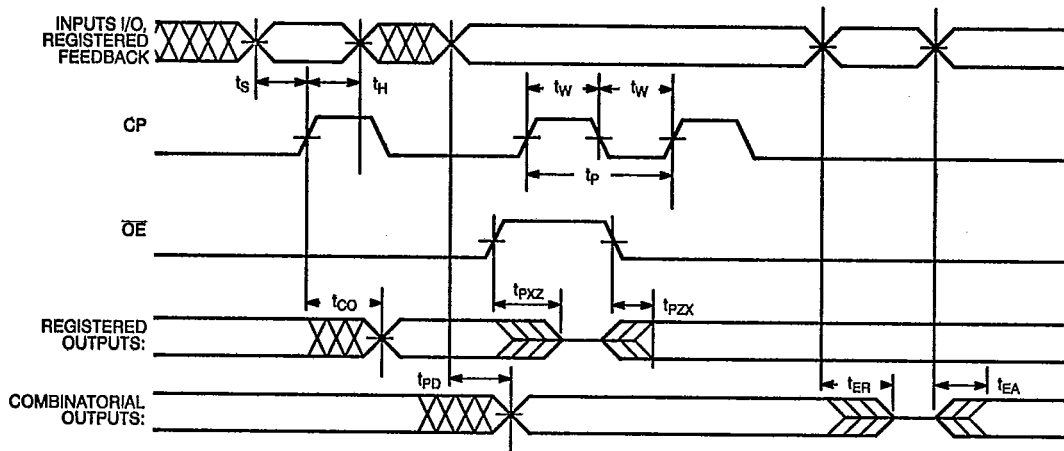 INPUTS I/O,
REGISTERED
FEEDBACK
tS
tH
tW
tW
CP
tP
OE
tPXZ
tPZX
tCO
REGISTERED
OUTPUTS:
tPD
tER
tEA
COMBINATORIAL
OUTPUTS: